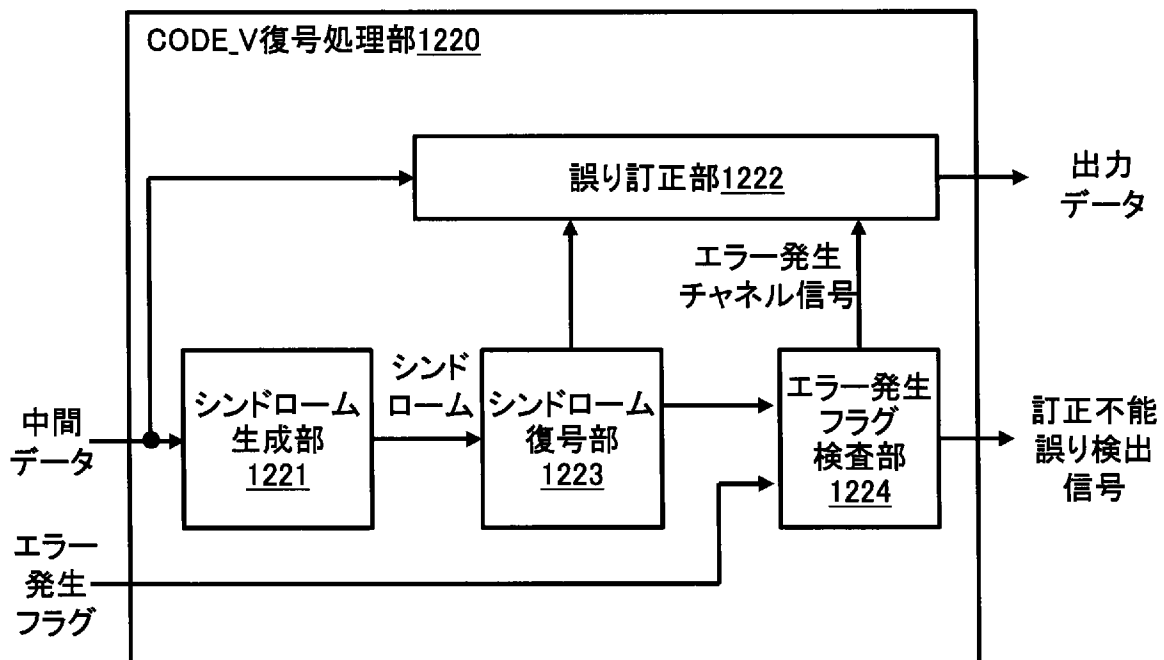 CODE_V復号処理部1220
誤り訂正部1222
出力
データ
エラー発生
チャネル信号
シンド
ローム
シンドローム
生成部
1221
シンドローム
復号部
1223
エラー発生
フラグ
検査部
1224
中間
データ
訂正不能
誤り検出
信号
エラー
発生
フラグ